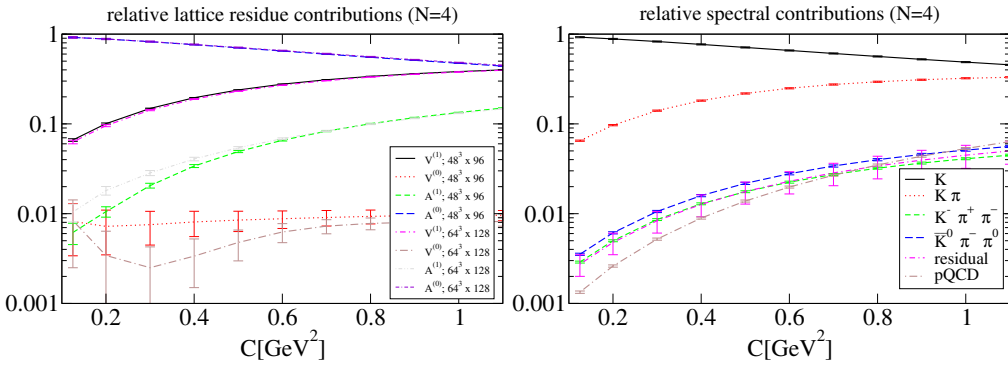 relative lattice residue contributions (N=4)
1
0.1
0.01
0.001
0.2
0.4
0.6
0.8
1
C[GeV²]
V⁽¹⁾; 48³ x 96
V⁽⁰⁾; 48³ x 96
A⁽¹⁾; 48³ x 96
A⁽⁰⁾; 48³ x 96
V⁽¹⁾; 64³ x 128
V⁽⁰⁾; 64³ x 128
A⁽¹⁾; 64³ x 128
A⁽⁰⁾; 64³ x 128
relative spectral contributions (N=4)
1
0.1
0.01
0.001
0.2
0.4
0.6
0.8
1
C[GeV²]
K
K π
K⁻ π⁺ π⁻
K̅⁰ π⁻ π⁰
residual
pQCD